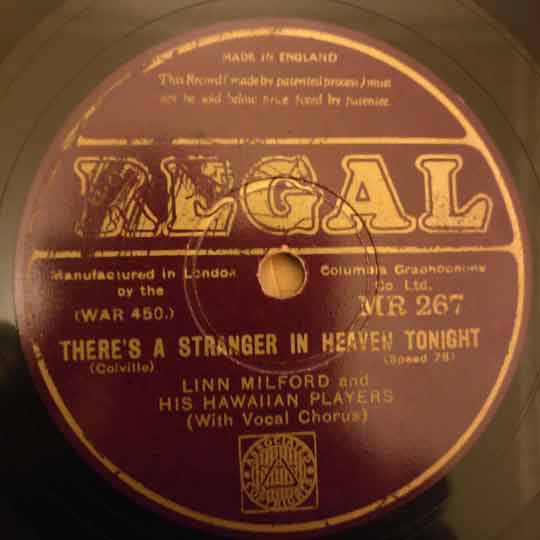 MADE IN ENGLAND
This Record (made by patented process) must
not be sold below price fixed by patentee.
REGAL
Manufactured in London
by the
Columbia Graphophone
Co. Ltd.
(WAR 450.)
MR 267
THERE'S A STRANGER IN HEAVEN TONIGHT
(Colville)
(Speed 78)
LINN MILFORD and
HIS HAWAIIAN PLAYERS
(With Vocal Chorus)
ASSOCIATED
COPYRIGHTS